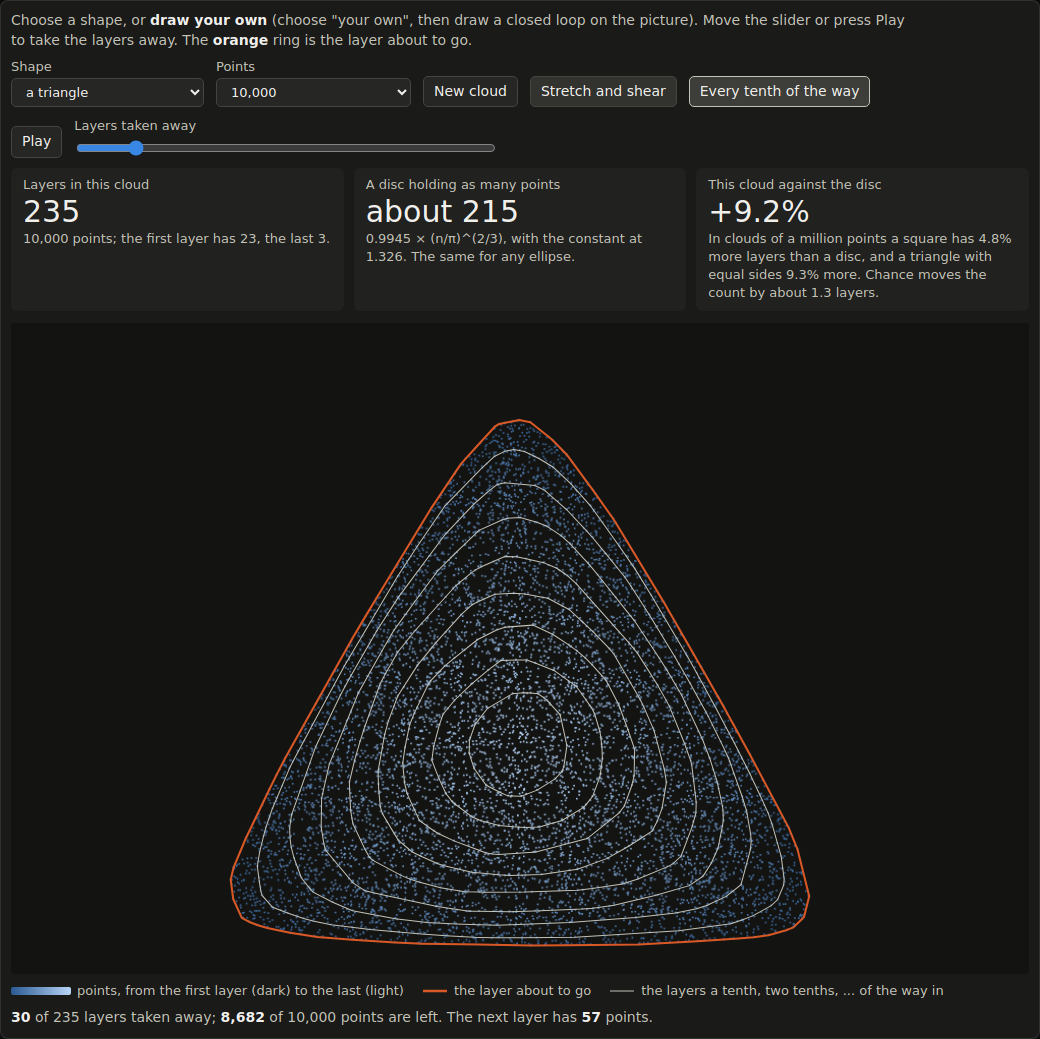 Choose a shape, or draw your own (choose "your own", then draw a closed loop on the picture). Move the slider or press Play
to take the layers away. The orange ring is the layer about to go.
Shape
Points
a triangle
10,000
New cloud
Stretch and shear
Every tenth of the way
Play
Layers taken away
Layers in this cloud
235
10,000 points; the first layer has 23, the last 3.
A disc holding as many points
about 215
0.9945 × (n/π)^(2/3), with the constant at
1.326. The same for any ellipse.
This cloud against the disc
+9.2%
In clouds of a million points a square has 4.8%
more layers than a disc, and a triangle with
equal sides 9.3% more. Chance moves the
count by about 1.3 layers.
points, from the first layer (dark) to the last (light)
the layer about to go
the layers a tenth, two tenths, ... of the way in
30 of 235 layers taken away; 8,682 of 10,000 points are left. The next layer has 57 points.